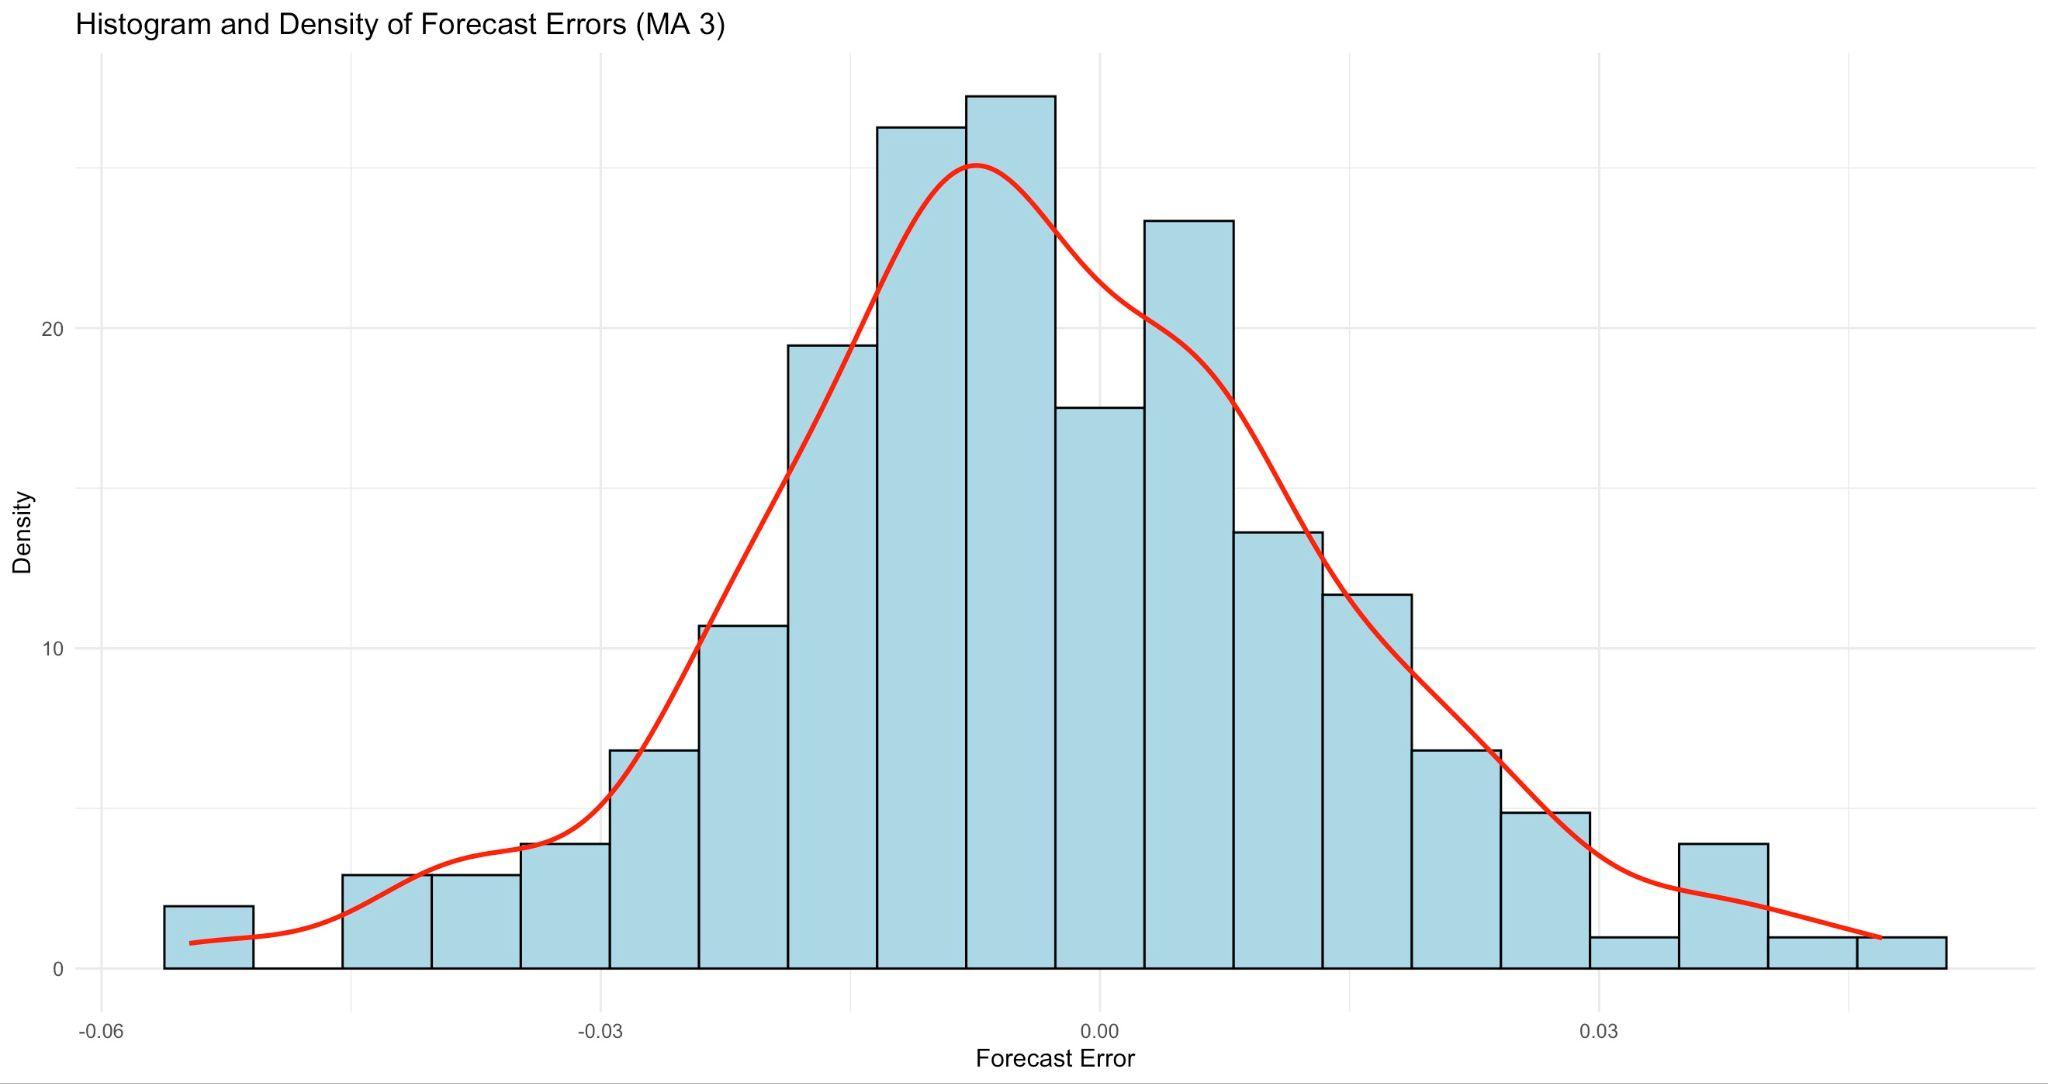 Histogram and Density of Forecast Errors (MA 3)
Density
20
10
0
-0.06
-0.03
0.00
0.03
Forecast Error